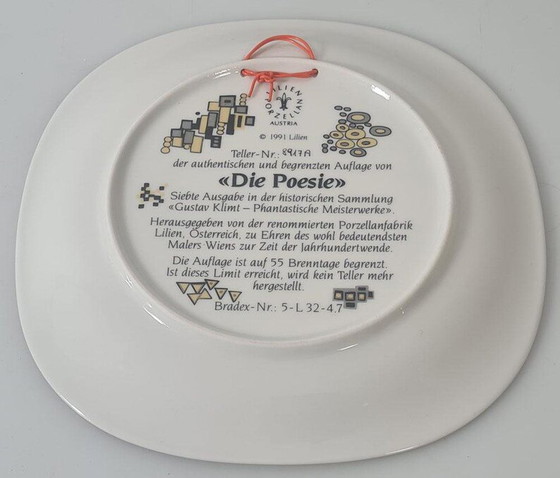 LILIEN PORZELLAN
AUSTRIA
© 1991 Lilien
Teller-Nr.: 8917A
der authentischen und begrenzten Auflage von
«Die Poesie»
Siebte Ausgabe in der historischen Sammlung
«Gustav Klimt – Phantastische Meisterwerke».
Herausgegeben von der renommierten Porzellanfabrik
Lilien, Österreich, zu Ehren des wohl bedeutendsten
Malers Wiens zur Zeit der Jahrhundertwende.
Die Auflage ist auf 55 Brenntage begrenzt.
Ist dieses Limit erreicht, wird kein Teller mehr
hergestellt.
Bradex-Nr.: 5-L 32-4.7